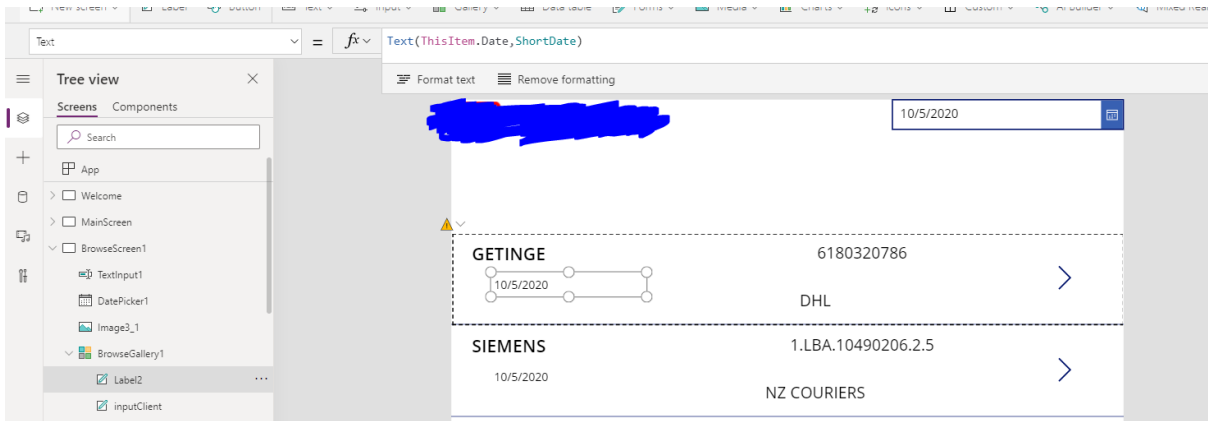 New screen Label Button Text Input Gallery Data table Forms Media Charts Icons Custom AI Builder Mixed Real
Text = fx Text(ThisItem.Date,ShortDate)
Format text Remove formatting
Tree view
Screens Components
Search
App
Welcome
MainScreen
BrowseScreen1
TextInput1
DatePicker1
Image3_1
BrowseGallery1
Label2 ...
inputClient
10/5/2020
GETINGE 6180320786
10/5/2020
DHL
SIEMENS 1.LBA.10490206.2.5
10/5/2020
NZ COURIERS